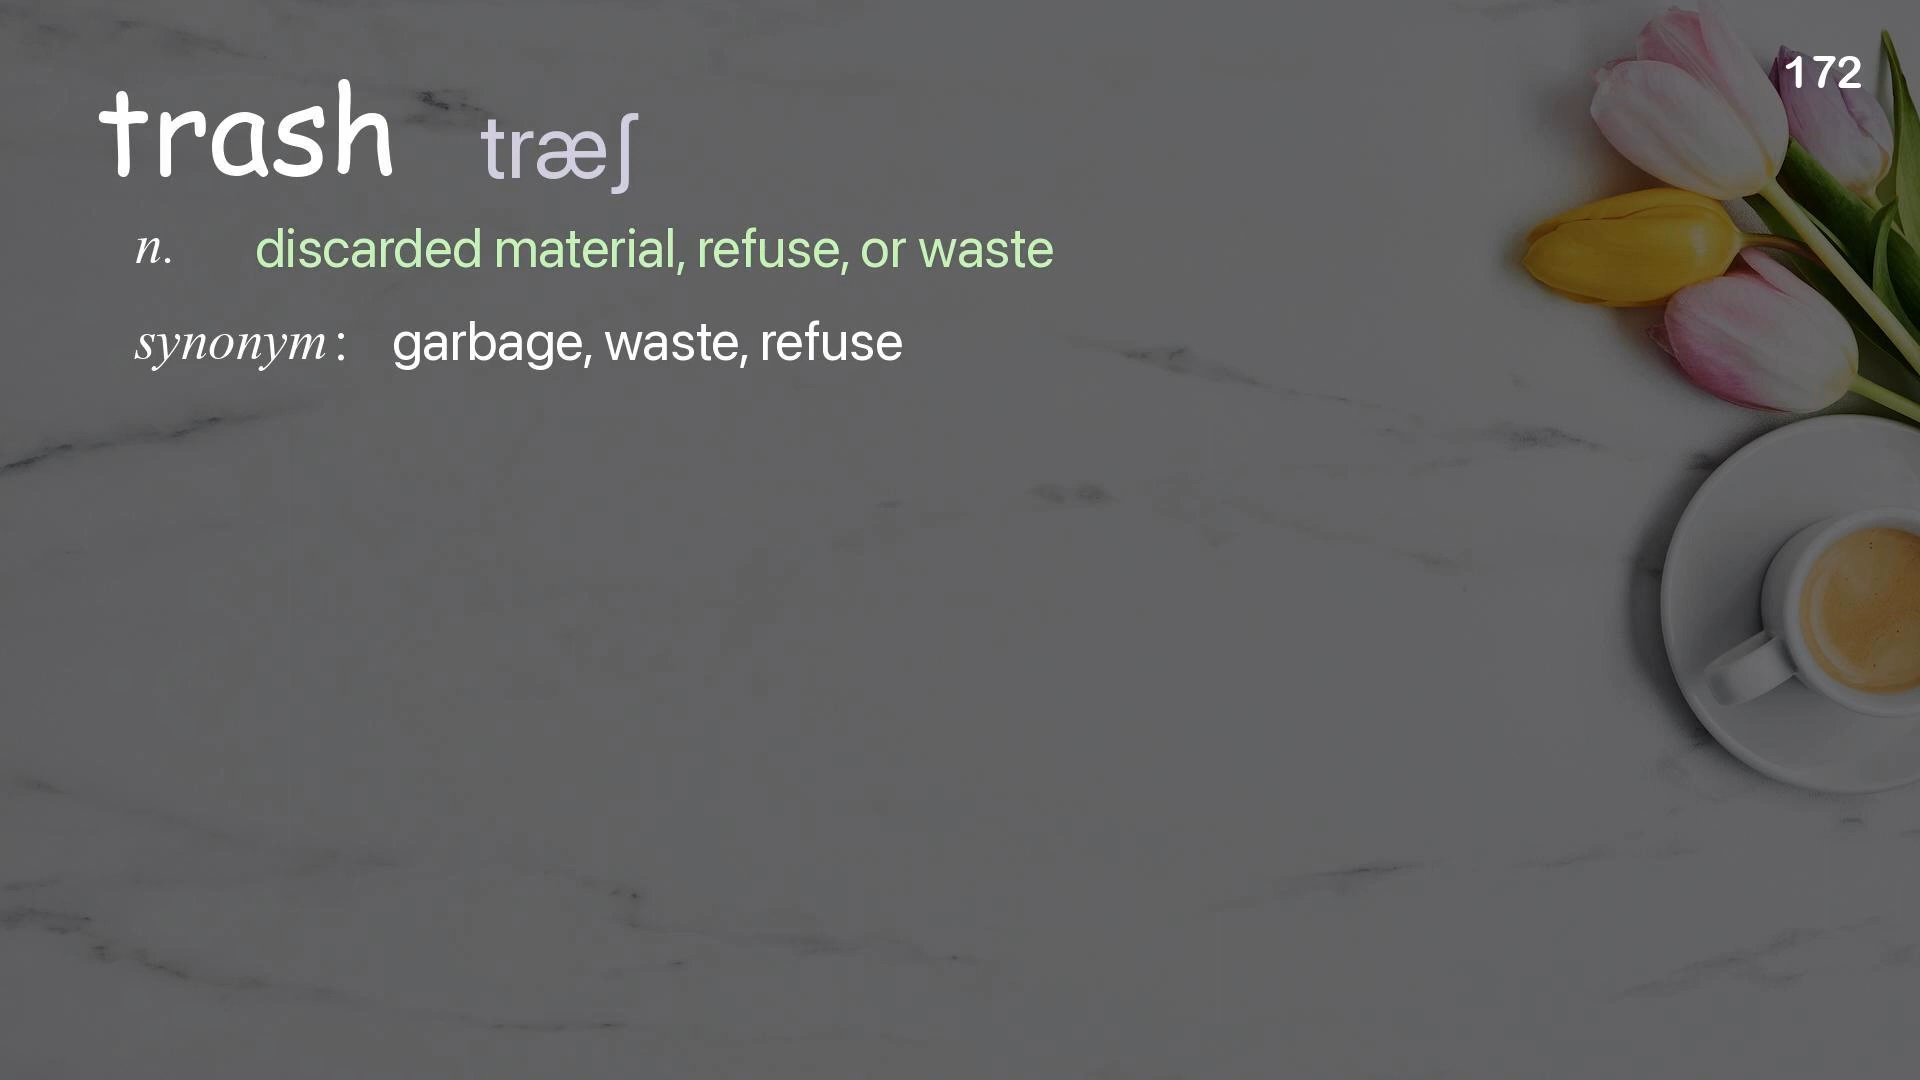 172
trash træʃ
n. discarded material, refuse, or waste
synonym : garbage, waste, refuse